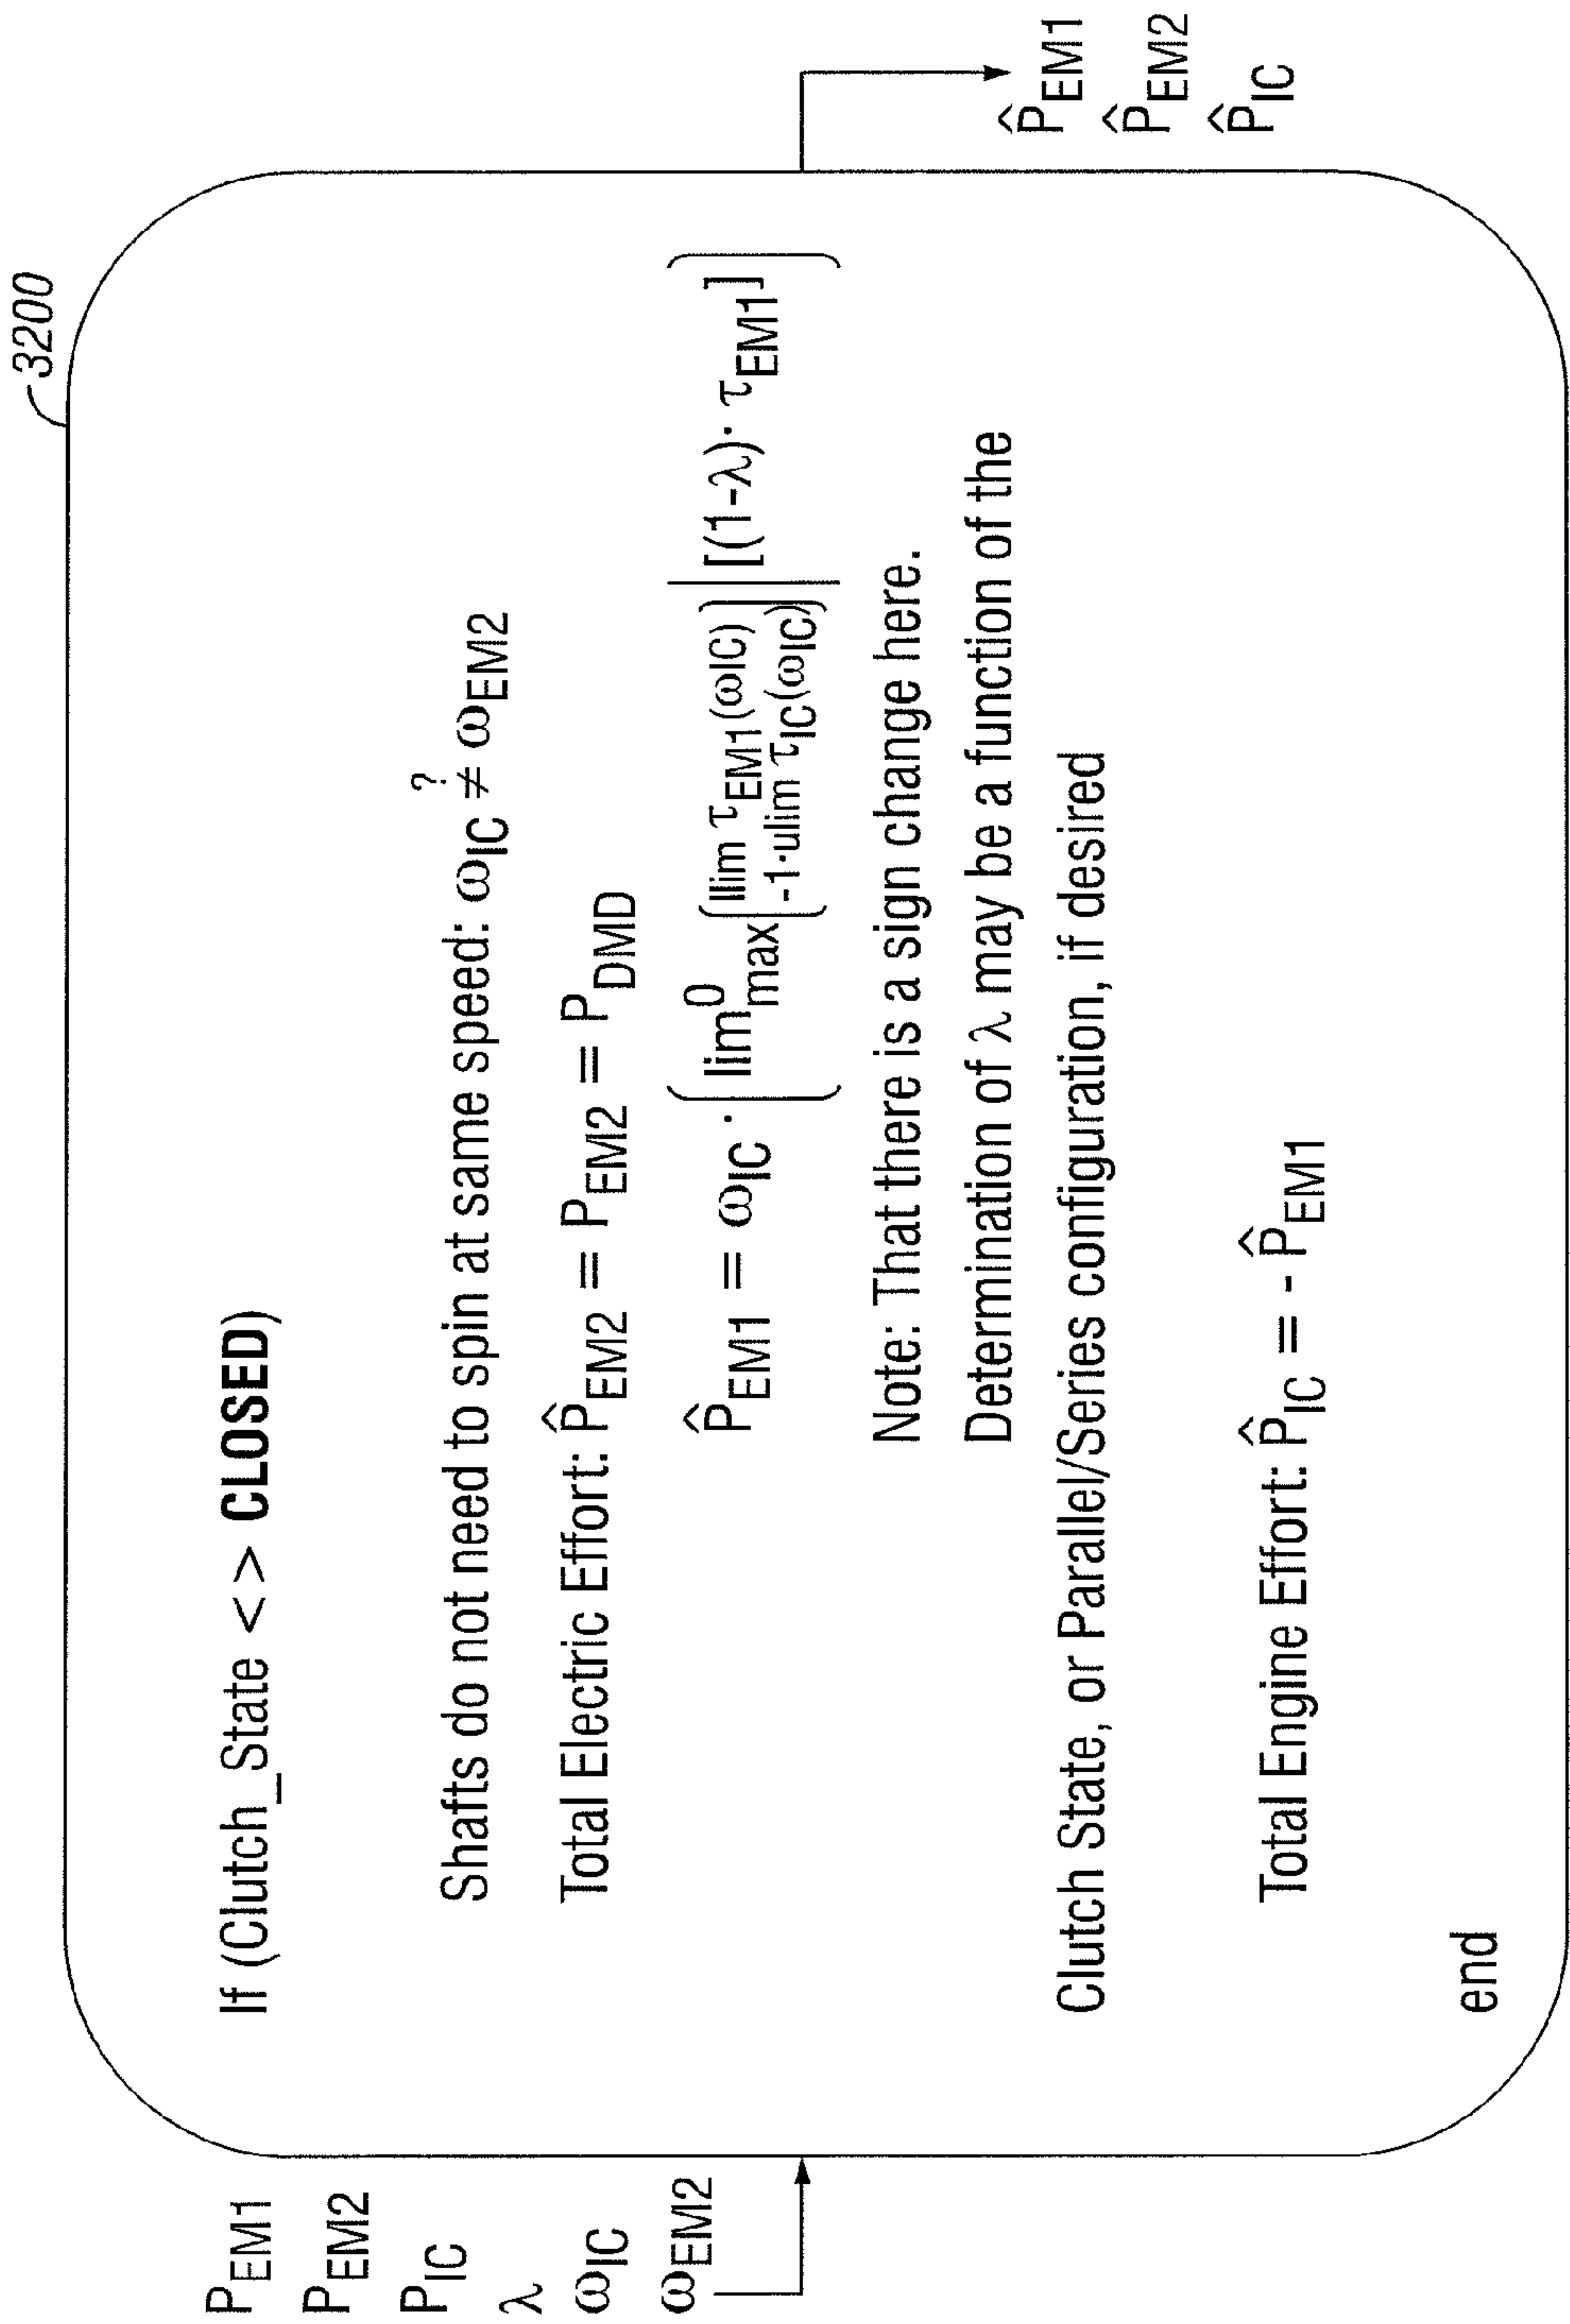 3200
P_EM1
P_EM2
P_IC
λ
ω_IC
ω_EM2
If (Clutch_State < > CLOSED)
Shafts do not need to spin at same speed: ω_IC ≠^? ω_EM2
Total Electric Effort: P̂_EM2 = P_EM2 = P_DMD
P̂_EM1 = ω_IC · ( lim^0_max( llim τ_EM1(ω_IC) / -1·ulim τ_IC(ω_IC) ) | [(1-λ)· τ_EM1] )
Note: That there is a sign change here.
Determination of λ may be a function of the
Clutch State, or Parallel/Series configuration, if desired
Total Engine Effort: P̂_IC = - P̂_EM1
end
P̂_EM1
P̂_EM2
P̂_IC